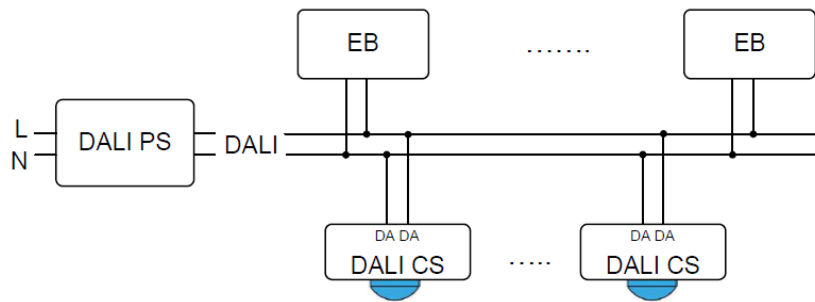 EB
.......
EB
L
N
DALI PS
DALI
DA DA
DALI CS
.....
DA DA
DALI CS